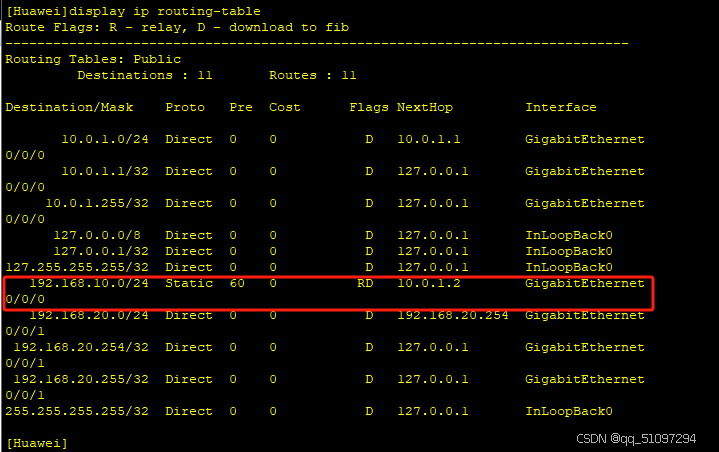 [Huawei]display ip routing-table
Route Flags: R - relay, D - download to fib
------------------------------------------------------------------------------
Routing Tables: Public
         Destinations : 11       Routes : 11

Destination/Mask    Proto  Pre  Cost      Flags NextHop         Interface

       10.0.1.0/24  Direct  0    0           D  10.0.1.1        GigabitEthernet
0/0/0
       10.0.1.1/32  Direct  0    0           D  127.0.0.1       GigabitEthernet
0/0/0
     10.0.1.255/32  Direct  0    0           D  127.0.0.1       GigabitEthernet
0/0/0
      127.0.0.0/8   Direct  0    0           D  127.0.0.1       InLoopBack0
      127.0.0.1/32  Direct  0    0           D  127.0.0.1       InLoopBack0
127.255.255.255/32  Direct  0    0           D  127.0.0.1       InLoopBack0
   192.168.10.0/24  Static  60   0          RD  10.0.1.2        GigabitEthernet
0/0/0
   192.168.20.0/24  Direct  0    0           D  192.168.20.254  GigabitEthernet
0/0/1
 192.168.20.254/32  Direct  0    0           D  127.0.0.1       GigabitEthernet
0/0/1
 192.168.20.255/32  Direct  0    0           D  127.0.0.1       GigabitEthernet
0/0/1
255.255.255.255/32  Direct  0    0           D  127.0.0.1       InLoopBack0

[Huawei]
CSDN @qq_51097294